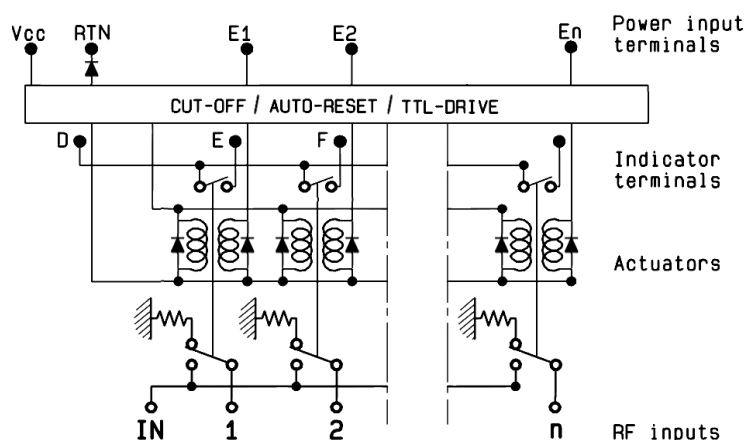 Vcc RTN E1 E2 En Power input
terminals
CUT-OFF / AUTO-RESET / TTL-DRIVE
D E F Indicator
terminals
Actuators
IN 1 2 n RF inputs